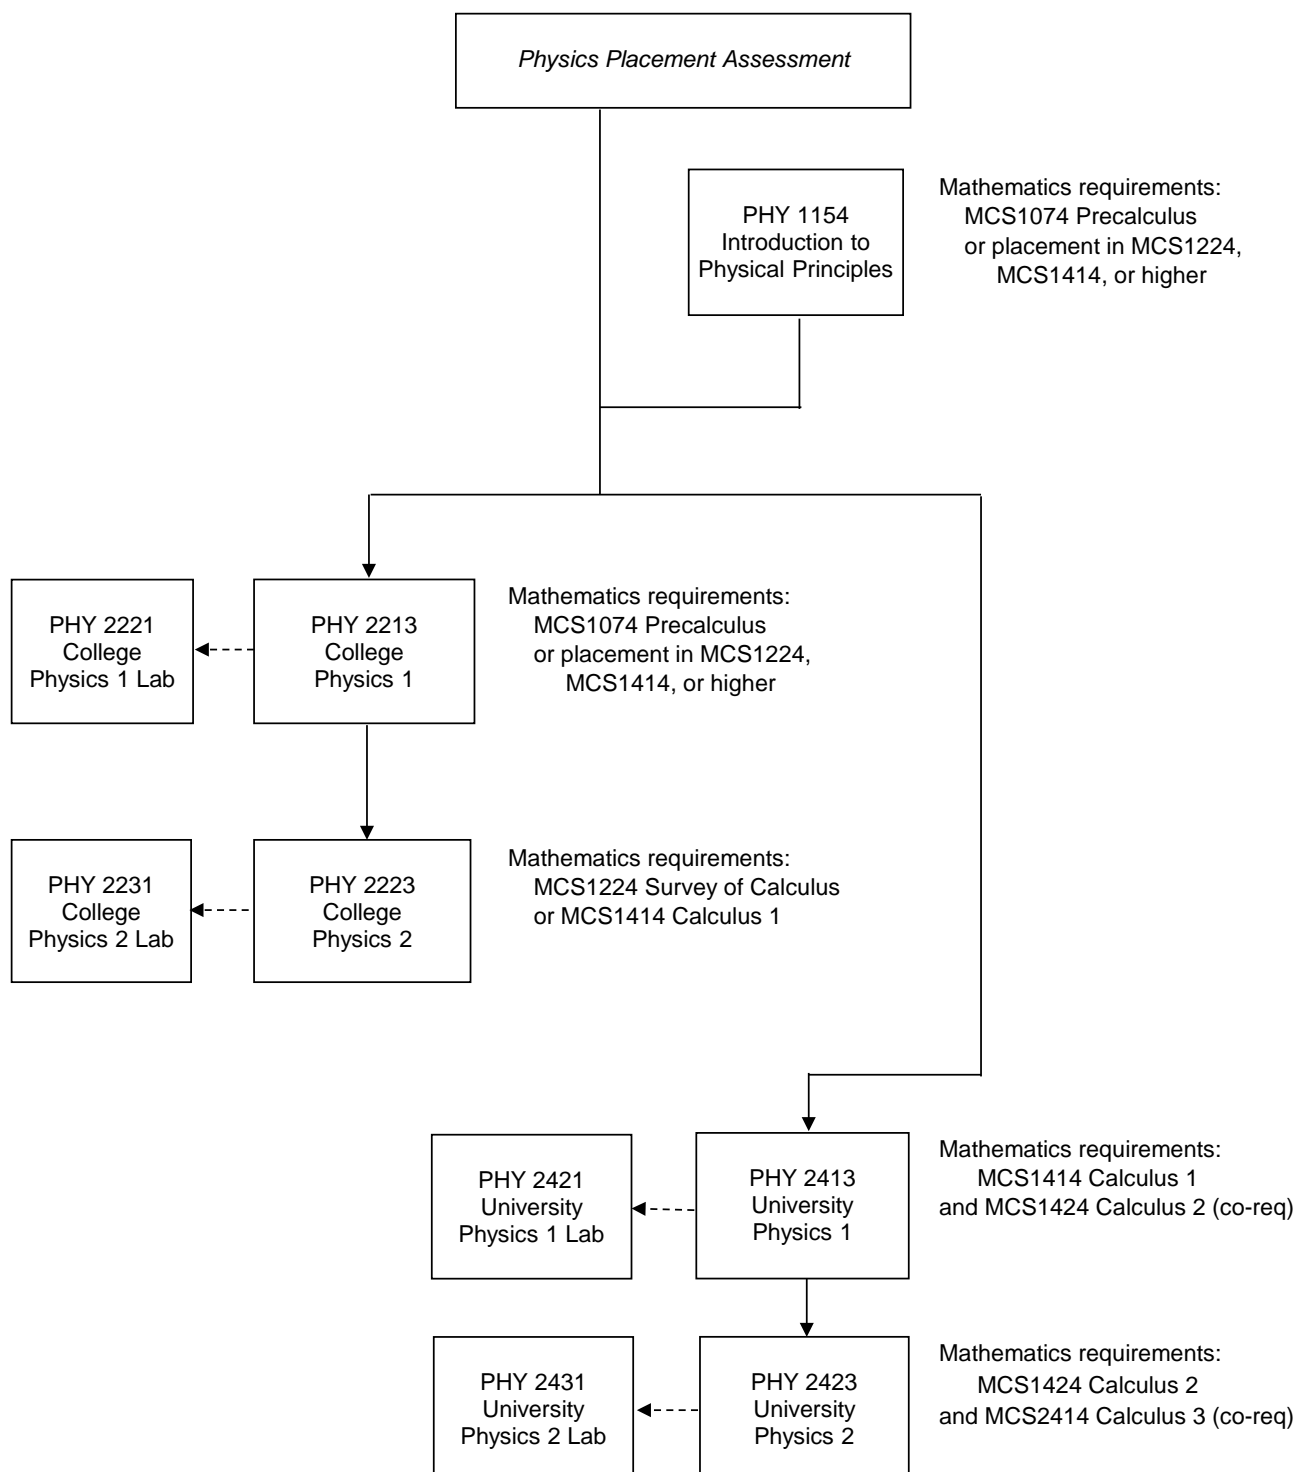 Physics Placement Assessment
PHY 1154
Introduction to
Physical Principles
Mathematics requirements:
MCS1074 Precalculus
or placement in MCS1224,
MCS1414, or higher
PHY 2221
College
Physics 1 Lab
PHY 2213
College
Physics 1
Mathematics requirements:
MCS1074 Precalculus
or placement in MCS1224,
MCS1414, or higher
PHY 2231
College
Physics 2 Lab
PHY 2223
College
Physics 2
Mathematics requirements:
MCS1224 Survey of Calculus
or MCS1414 Calculus 1
PHY 2421
University
Physics 1 Lab
PHY 2413
University
Physics 1
Mathematics requirements:
MCS1414 Calculus 1
and MCS1424 Calculus 2 (co-req)
PHY 2431
University
Physics 2 Lab
PHY 2423
University
Physics 2
Mathematics requirements:
MCS1424 Calculus 2
and MCS2414 Calculus 3 (co-req)